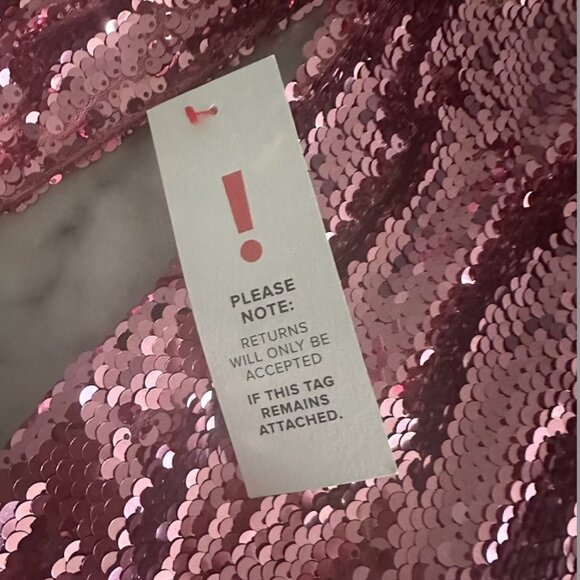 !
PLEASE
NOTE:
RETURNS
WILL ONLY BE
ACCEPTED
IF THIS TAG
REMAINS
ATTACHED.